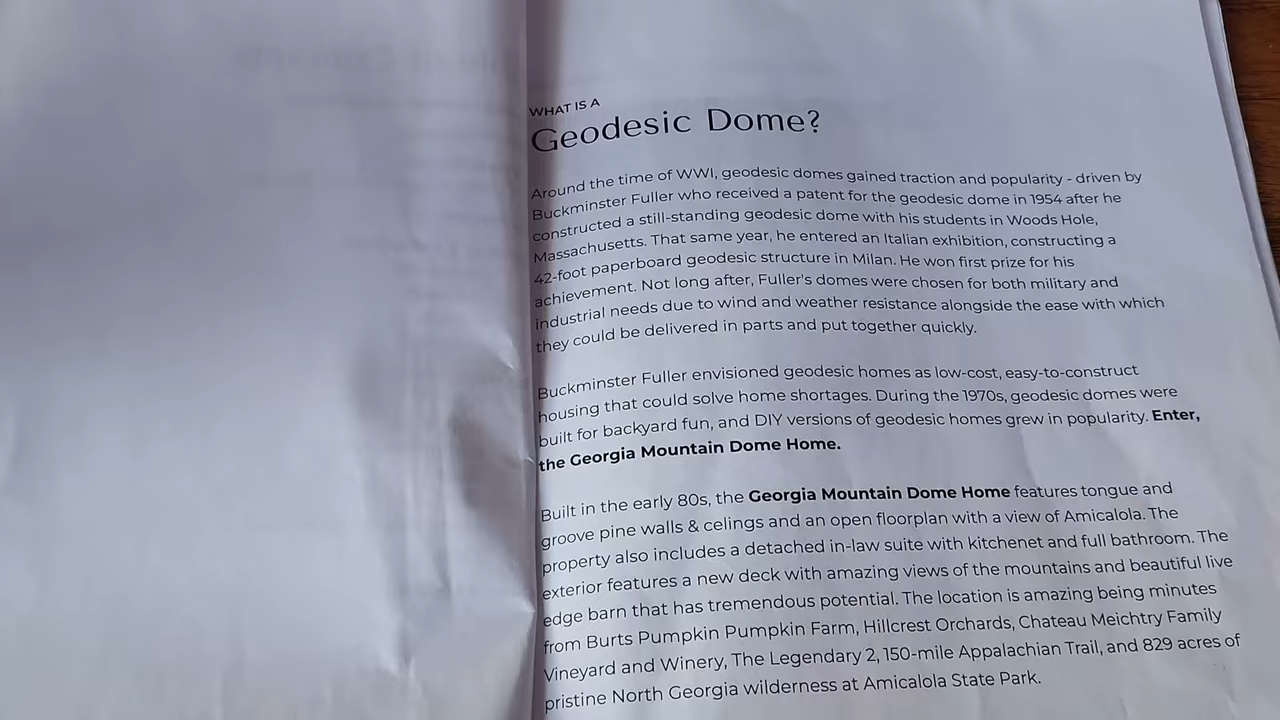 WHAT IS A
Geodesic Dome?
Around the time of WWI, geodesic domes gained traction and popularity - driven by
Buckminster Fuller who received a patent for the geodesic dome in 1954 after he
constructed a still-standing geodesic dome with his students in Woods Hole,
Massachusetts. That same year, he entered an Italian exhibition, constructing a
42-foot paperboard geodesic structure in Milan. He won first prize for his
achievement. Not long after, Fuller's domes were chosen for both military and
industrial needs due to wind and weather resistance alongside the ease with which
they could be delivered in parts and put together quickly.
Buckminster Fuller envisioned geodesic homes as low-cost, easy-to-construct
housing that could solve home shortages. During the 1970s, geodesic domes were
built for backyard fun, and DIY versions of geodesic homes grew in popularity. Enter,
the Georgia Mountain Dome Home.
Built in the early 80s, the Georgia Mountain Dome Home features tongue and
groove pine walls & celings and an open floorplan with a view of Amicalola. The
property also includes a detached in-law suite with kitchenet and full bathroom. The
exterior features a new deck with amazing views of the mountains and beautiful live
edge barn that has tremendous potential. The location is amazing being minutes
from Burts Pumpkin Pumpkin Farm, Hillcrest Orchards, Chateau Meichtry Family
Vineyard and Winery, The Legendary 2, 150-mile Appalachian Trail, and 829 acres of
pristine North Georgia wilderness at Amicalola State Park.